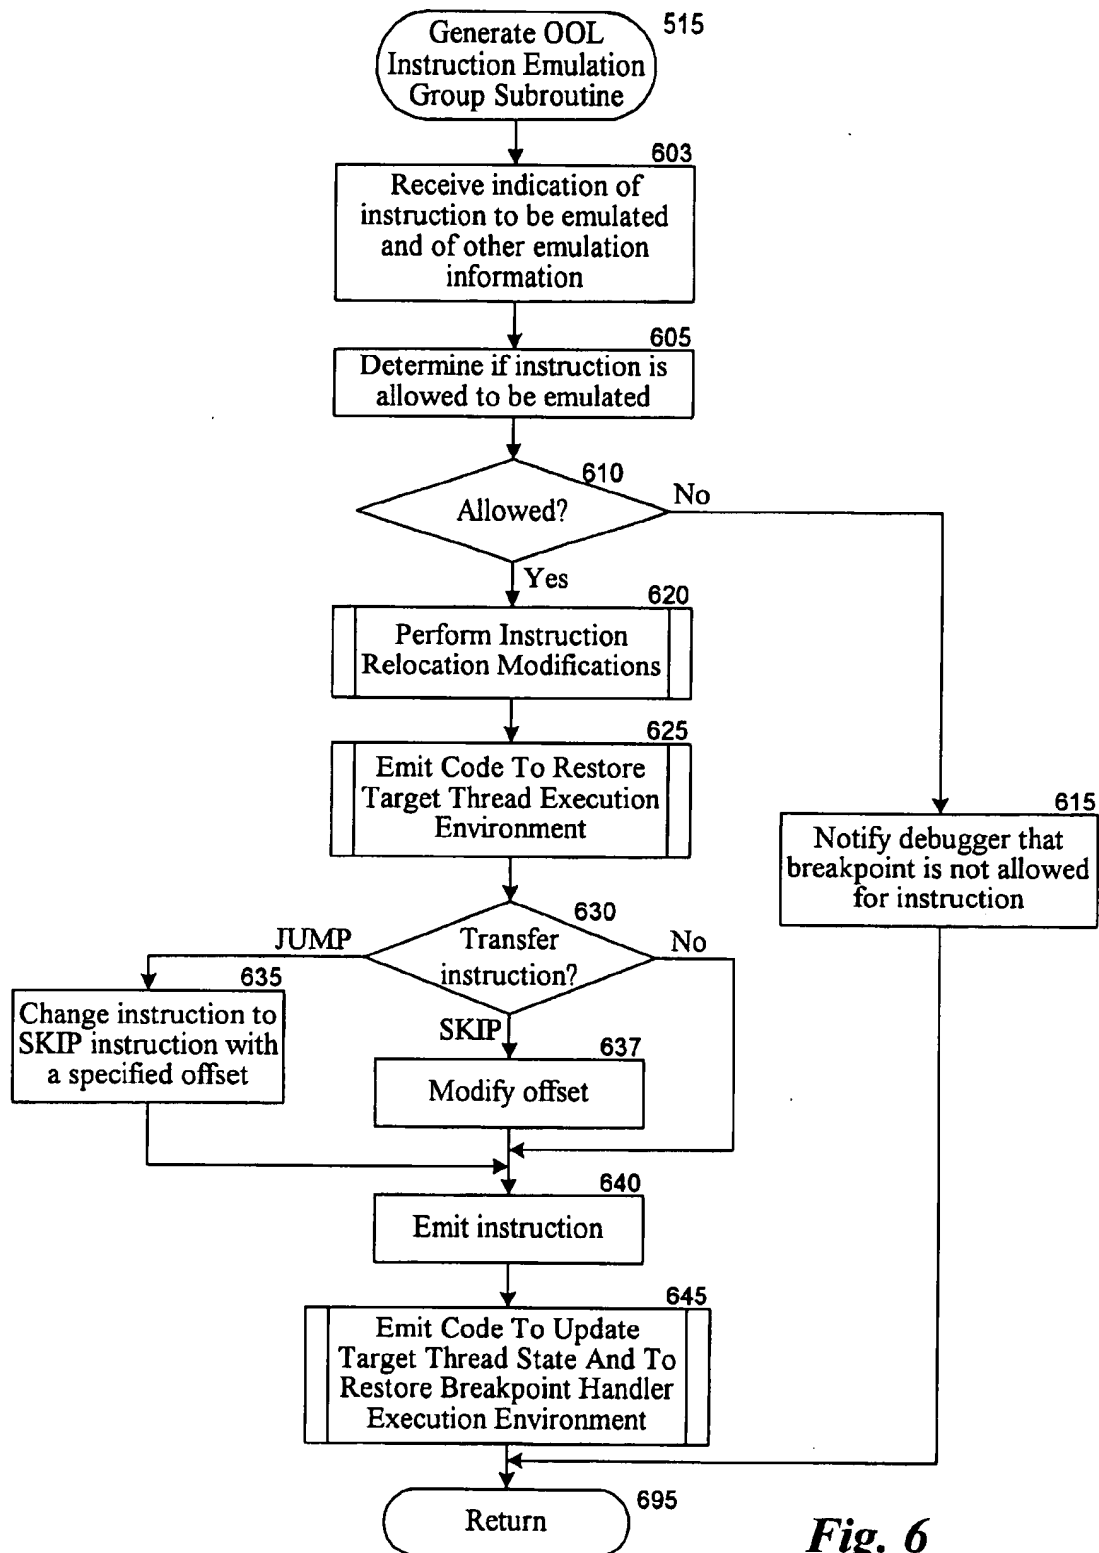 Generate OOL
Instruction Emulation
Group Subroutine
515
603
Receive indication of
instruction to be emulated
and of other emulation
information
605
Determine if instruction is
allowed to be emulated
610
Allowed?
No
Yes
620
Perform Instruction
Relocation Modifications
625
Emit Code To Restore
Target Thread Execution
Environment
615
Notify debugger that
breakpoint is not allowed
for instruction
630
Transfer
instruction?
JUMP
No
SKIP
635
Change instruction to
SKIP instruction with
a specified offset
637
Modify offset
640
Emit instruction
645
Emit Code To Update
Target Thread State And To
Restore Breakpoint Handler
Execution Environment
Return
695
Fig. 6